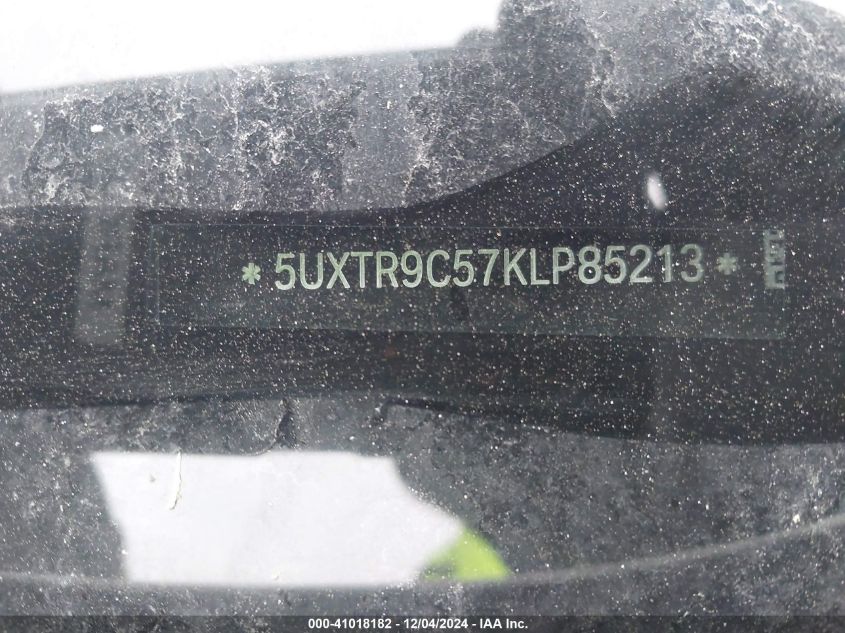 * 5UXTR9C57KLP85213 *
000-41018182 - 12/04/2024 - IAA Inc.